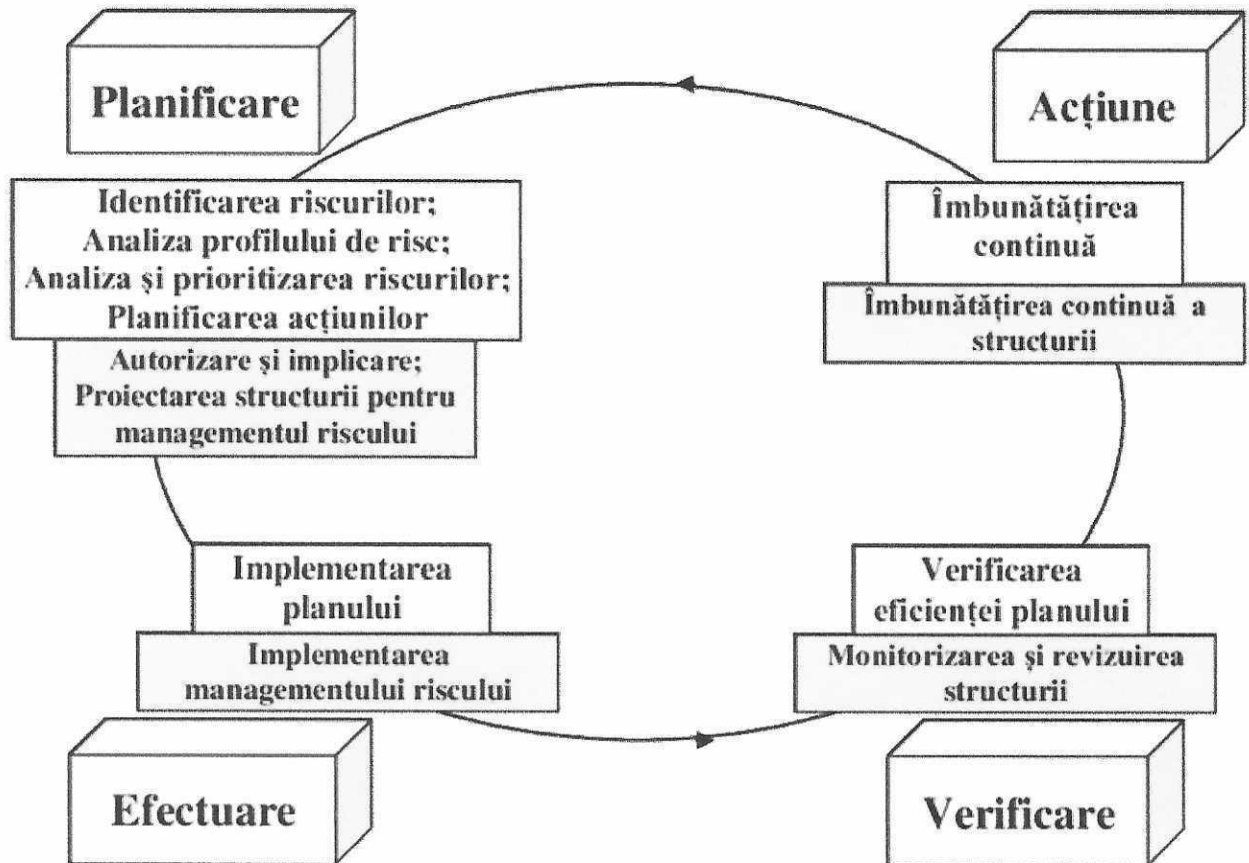 Planificare
Acțiune
Identificarea riscurilor;
Analiza profilului de risc;
Analiza și prioritizarea riscurilor;
Planificarea acțiunilor
Autorizare și implicare;
Proiectarea structurii pentru
managementul riscului
Îmbunătățirea
continuă
Îmbunătățirea continuă a
structurii
Implementarea
planului
Implementarea
managementului riscului
Verificarea
eficienței planului
Monitorizarea și revizuirea
structurii
Efectuare
Verificare